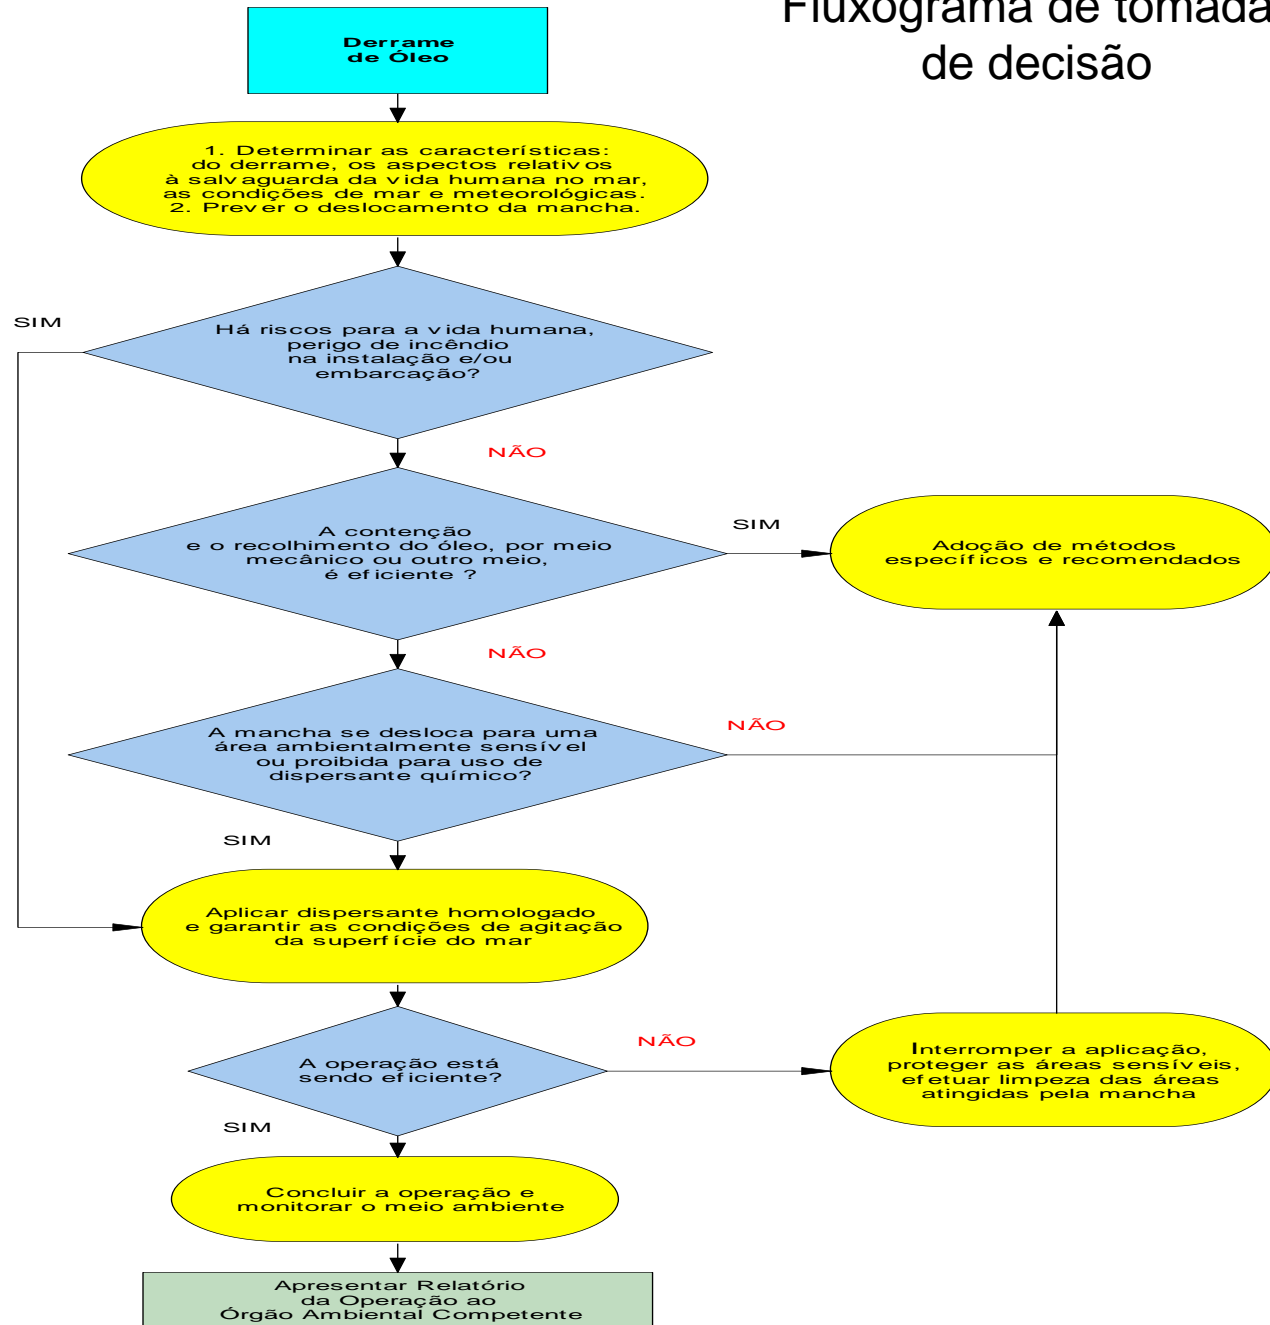 Fluxograma de tomada
de decisão
Derrame
de Óleo
1. Determinar as características:
do derrame, os aspectos relativos
à salvaguarda da vida humana no mar,
as condições de mar e meteorológicas.
2. Prever o deslocamento da mancha.
SIM
Há riscos para a vida humana,
perigo de incêndio
na instalação e/ou
embarcação?
NÃO
A contenção
e o recolhimento do óleo, por meio
mecânico ou outro meio,
é eficiente ?
SIM
Adoção de métodos
específicos e recomendados
NÃO
A mancha se desloca para uma
área ambientalmente sensível
ou proibida para uso de
dispersante químico?
NÃO
SIM
Aplicar dispersante homologado
e garantir as condições de agitação
da superfície do mar
A operação está
sendo eficiente?
NÃO
Interromper a aplicação,
proteger as áreas sensíveis,
efetuar limpeza das áreas
atingidas pela mancha
SIM
Concluir a operação e
monitorar o meio ambiente
Apresentar Relatório
da Operação ao
Órgão Ambiental Competente